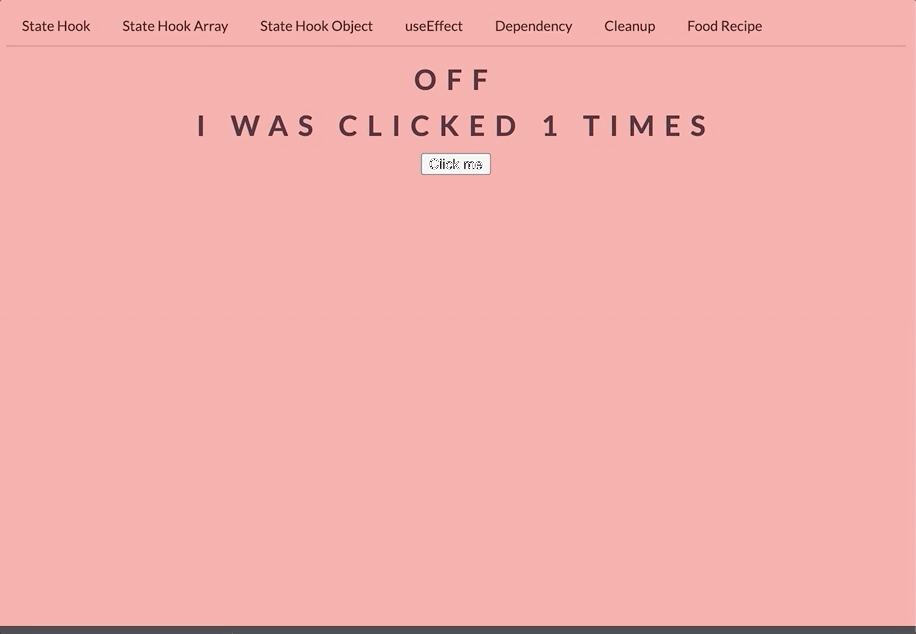 State Hook State Hook Array State Hook Object useEffect Dependency Cleanup Food Recipe
OFF
I WAS CLICKED 1 TIMES
Click me